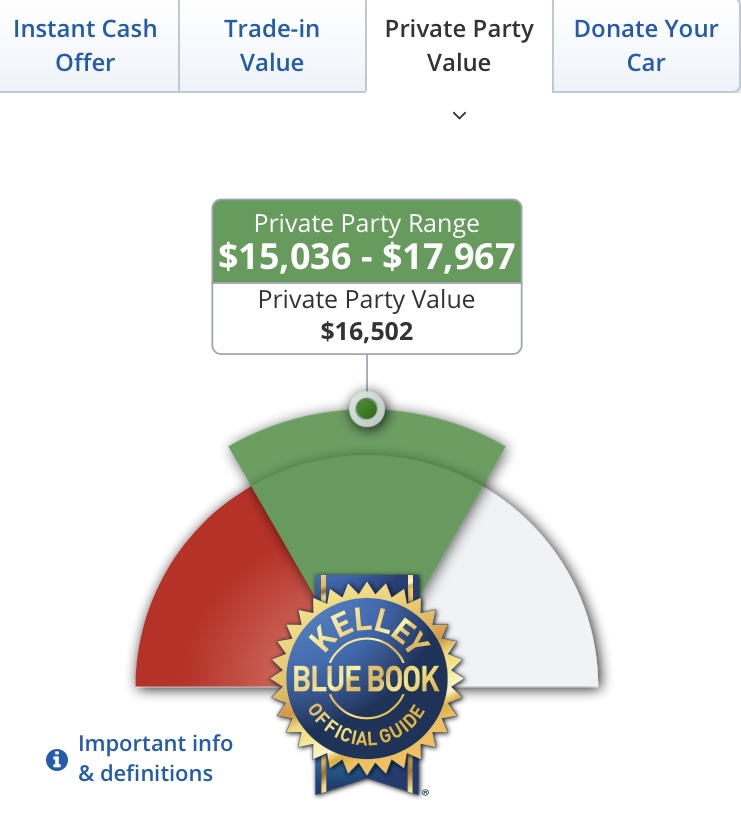 Instant Cash
Offer
Trade-in
Value
Private Party
Value
Donate Your
Car
Private Party Range
$15,036 - $17,967
Private Party Value
$16,502
KELLEY
BLUE BOOK
OFFICIAL GUIDE
®
Important info
& definitions